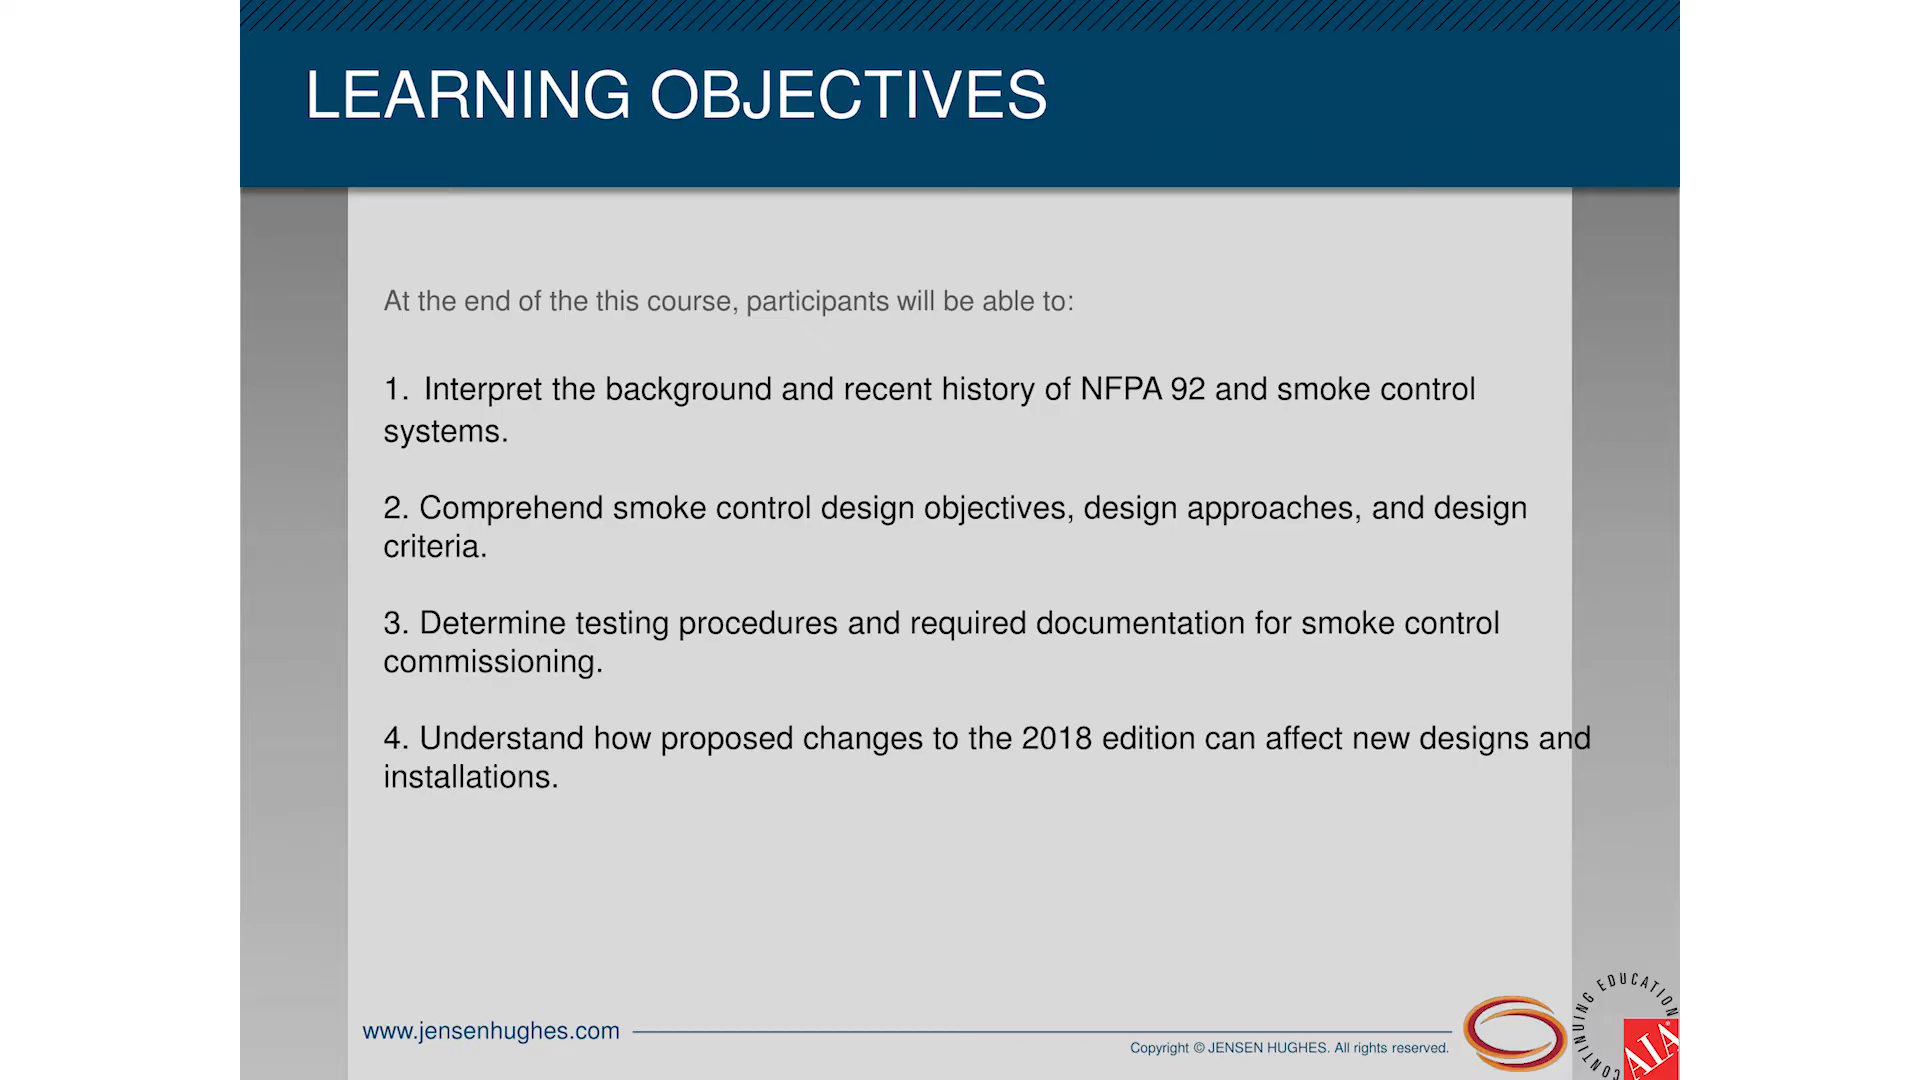 LEARNING OBJECTIVES
At the end of the this course, participants will be able to:
1. Interpret the background and recent history of NFPA 92 and smoke control
systems.
2. Comprehend smoke control design objectives, design approaches, and design
criteria.
3. Determine testing procedures and required documentation for smoke control
commissioning.
4. Understand how proposed changes to the 2018 edition can affect new designs and
installations.
www.jensenhughes.com
Copyright © JENSEN HUGHES. All rights reserved.
CONTINUING EDUCATION
AIA